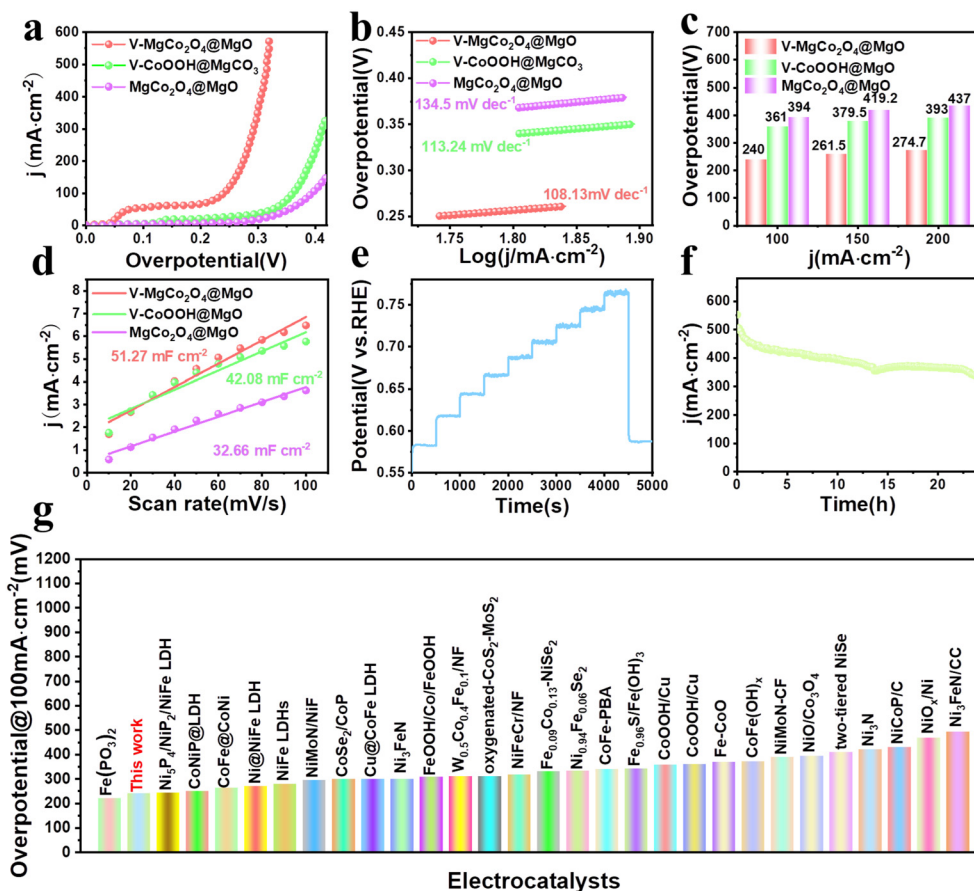 a
j（mA·cm⁻²)
600
500
400
300
200
100
0
V-MgCo₂O₄@MgO
V-CoOOH@MgCO₃
MgCo₂O₄@MgO
0.0 0.1 0.2 0.3 0.4
Overpotential(V)
b
Overpotential(V)
0.45
0.40
0.35
0.30
0.25
V-MgCo₂O₄@MgO
V-CoOOH@MgCO₃
MgCo₂O₄@MgO
134.5 mV dec⁻¹
113.24 mV dec⁻¹
108.13mV dec⁻¹
1.75 1.80 1.85 1.90
Log(j/mA·cm⁻²)
c
Overpotential(V)
700
600
500
400
300
200
100
0
V-MgCo₂O₄@MgO
V-CoOOH@MgO
MgCo₂O₄@MgO
240 361 394
261.5 379.5 419.2
274.7 393 437
100 150 200
j(mA·cm⁻²)
d
j（mA·cm⁻²)
8
7
6
5
4
3
2
1
0
V-MgCo₂O₄@MgO
V-CoOOH@MgO
MgCo₂O₄@MgO
51.27 mF cm⁻²
42.08 mF cm⁻²
32.66 mF cm⁻²
20 40 60 80 100
Scan rate(mV/s)
e
Potential(V vs.RHE)
0.75
0.70
0.65
0.60
0.55
0 1000 2000 3000 4000 5000
Time(s)
f
j(mA·cm⁻²)
600
500
400
300
200
100
0
0 5 10 15 20
Time(h)
g
Overpotential@100mA·cm⁻²(mV)
1200
1100
1000
900
800
700
600
500
400
300
200
100
0
Fe(PO₃)₂
This work
Ni₅P₄/NiP₂/NiFe LDH
CoNiP@LDH
CoFe@CoNi
Ni@NiFe LDH
NiFe LDHs
NiMoN/NiF
CoSe₂/CoP
Cu@CoFe LDH
Ni₃FeN
FeOOH/Co/FeOOH
W₀.₅Co₀.₄Fe₀.₁/NF
oxygenated-CoS₂-MoS₂
NiFeCr/NF
Fe₀.₀₉Co₀.₁₃-NiSe₂
Ni₀.₉₄Fe₀.₀₆Se₂
CoFe-PBA
Fe₀.₉₆S/Fe(OH)₃
CoOOH/Cu
CoOOH/Cu
Fe-CoO
CoFe(OH)ₓ
NiMoN-CF
NiO/Co₃O₄
two-tiered NiSe
Ni₃N
NiCoP/C
NiOₓ/Ni
Ni₃FeN/CC
Electrocatalysts